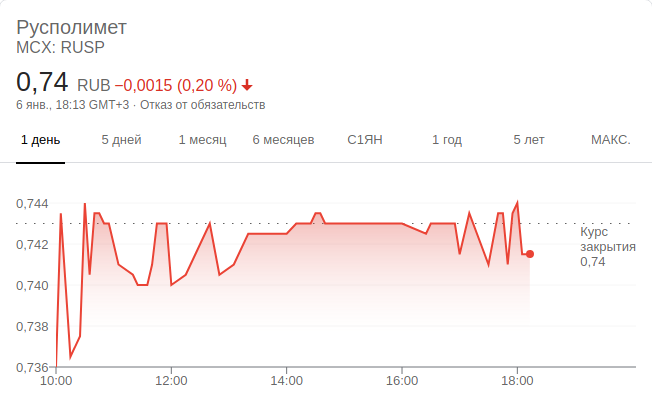 Русполимет
MCX: RUSP
0,74 RUB −0,0015 (0,20 %)
6 янв., 18:13 GMT+3 · Отказ от обязательств
1 день 5 дней 1 месяц 6 месяцев С1ЯН 1 год 5 лет МАКС.
0,744
0,742
0,740
0,738
0,736
Курс
закрытия
0,74
10:00 12:00 14:00 16:00 18:00